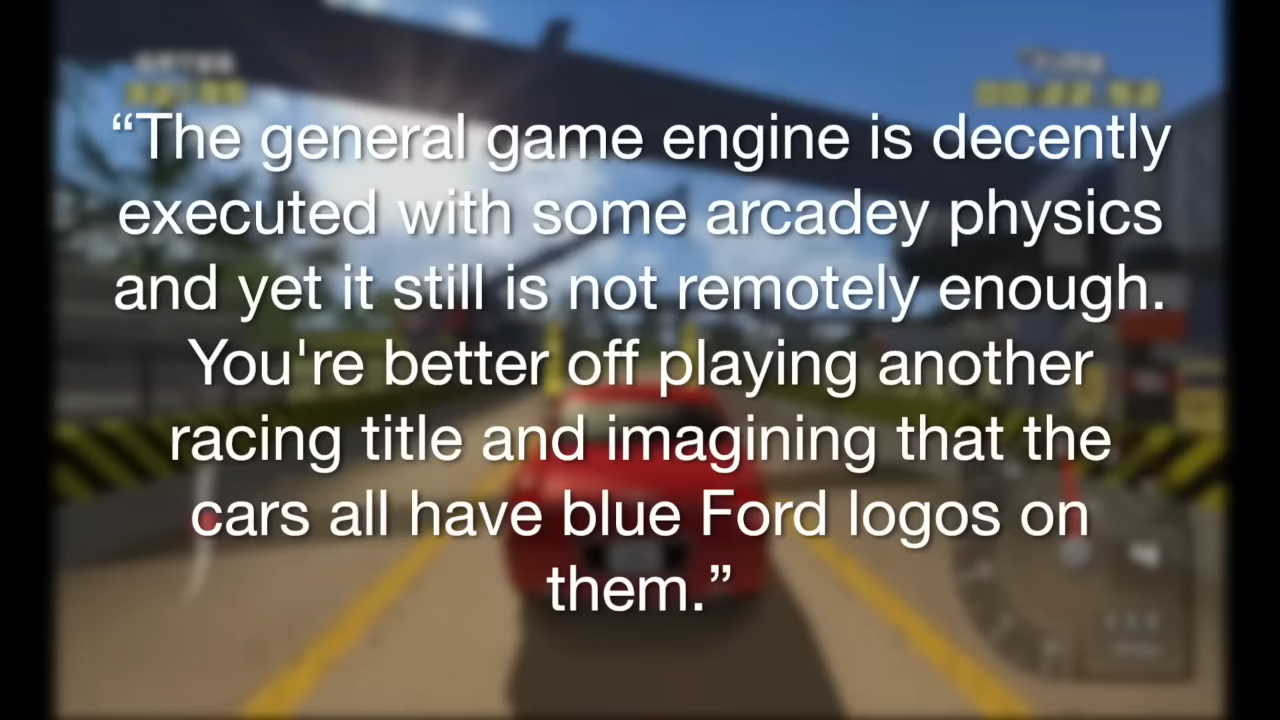 “The general game engine is decently
executed with some arcadey physics
and yet it still is not remotely enough.
You're better off playing another
racing title and imagining that the
cars all have blue Ford logos on
them.”